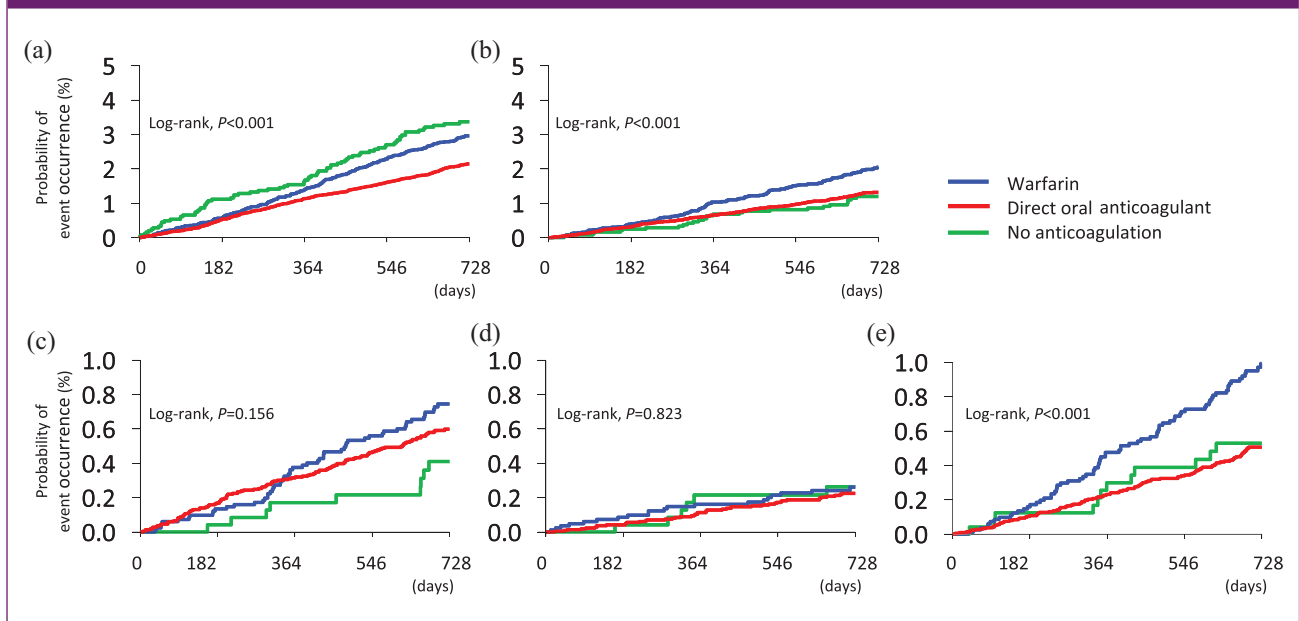 (a)
Probability of
event occurrence (%)
5
4
3
2
1
0
Log-rank, P<0.001
0 182 364 546 728
(days)
(b)
5
4
3
2
1
0
Log-rank, P<0.001
0 182 364 546 728
(days)
Warfarin
Direct oral anticoagulant
No anticoagulation
(c)
Probability of
event occurrence (%)
1.0
0.8
0.6
0.4
0.2
0.0
Log-rank, P=0.156
0 182 364 546 728
(days)
(d)
1.0
0.8
0.6
0.4
0.2
0.0
Log-rank, P=0.823
0 182 364 546 728
(days)
(e)
1.0
0.8
0.6
0.4
0.2
0.0
Log-rank, P<0.001
0 182 364 546 728
(days)